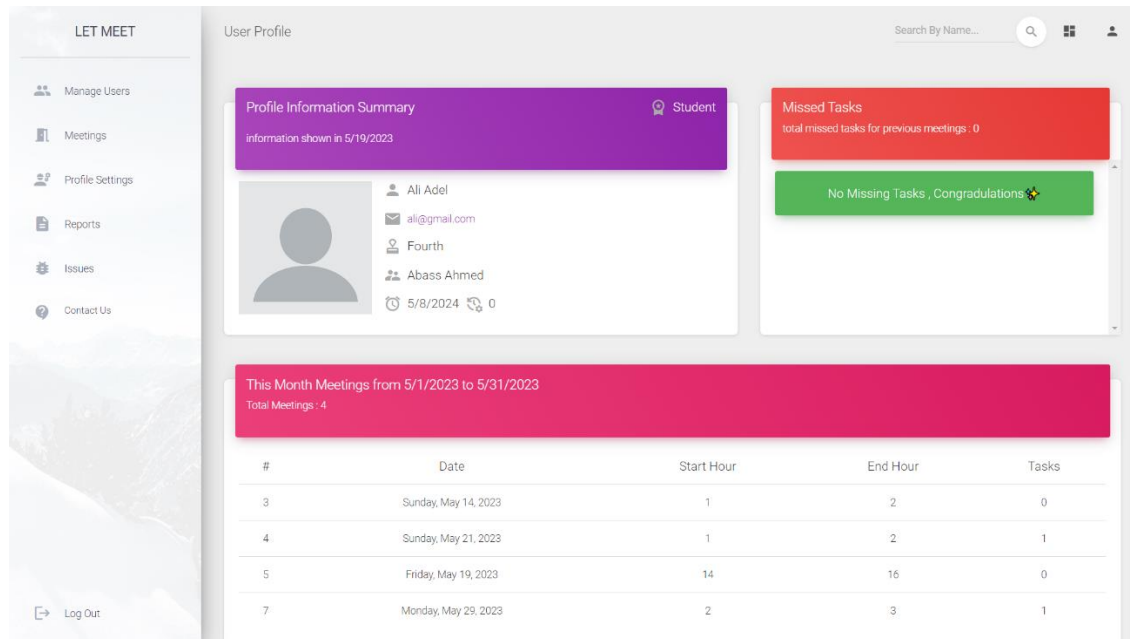 LET MEET
Manage Users
Meetings
Profile Settings
Reports
Issues
Contact Us
Log Out
User Profile
Search By Name...
Profile Information Summary
Student
information shown in 5/19/2023
Ali Adel
ali@gmail.com
Fourth
Abass Ahmed
5/8/2024 0
Missed Tasks
total missed tasks for previous meetings : 0
No Missing Tasks , Congradulations✨
This Month Meetings from 5/1/2023 to 5/31/2023
Total Meetings : 4
# Date Start Hour End Hour Tasks
3 Sunday, May 14, 2023 1 2 0
4 Sunday, May 21, 2023 1 2 1
5 Friday, May 19, 2023 14 16 0
7 Monday, May 29, 2023 2 3 1